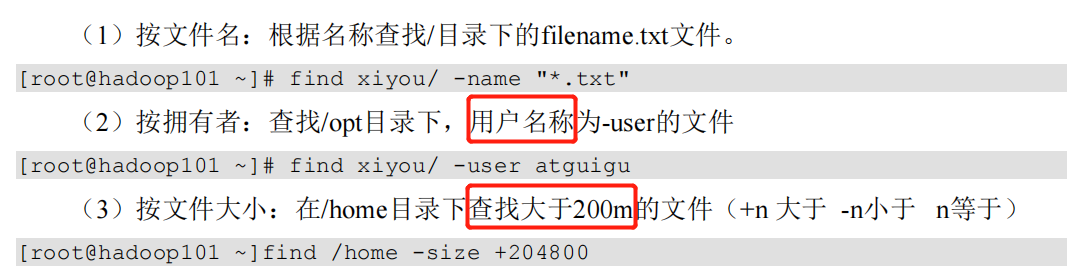 （1）按文件名：根据名称查找/目录下的filename.txt文件。
[root@hadoop101 ~]# find xiyou/ -name "*.txt"
（2）按拥有者：查找/opt目录下，用户名称为-user的文件
[root@hadoop101 ~]# find xiyou/ -user atguigu
（3）按文件大小：在/home目录下查找大于200m的文件（+n 大于 -n小于 n等于）
[root@hadoop101 ~]find /home -size +204800